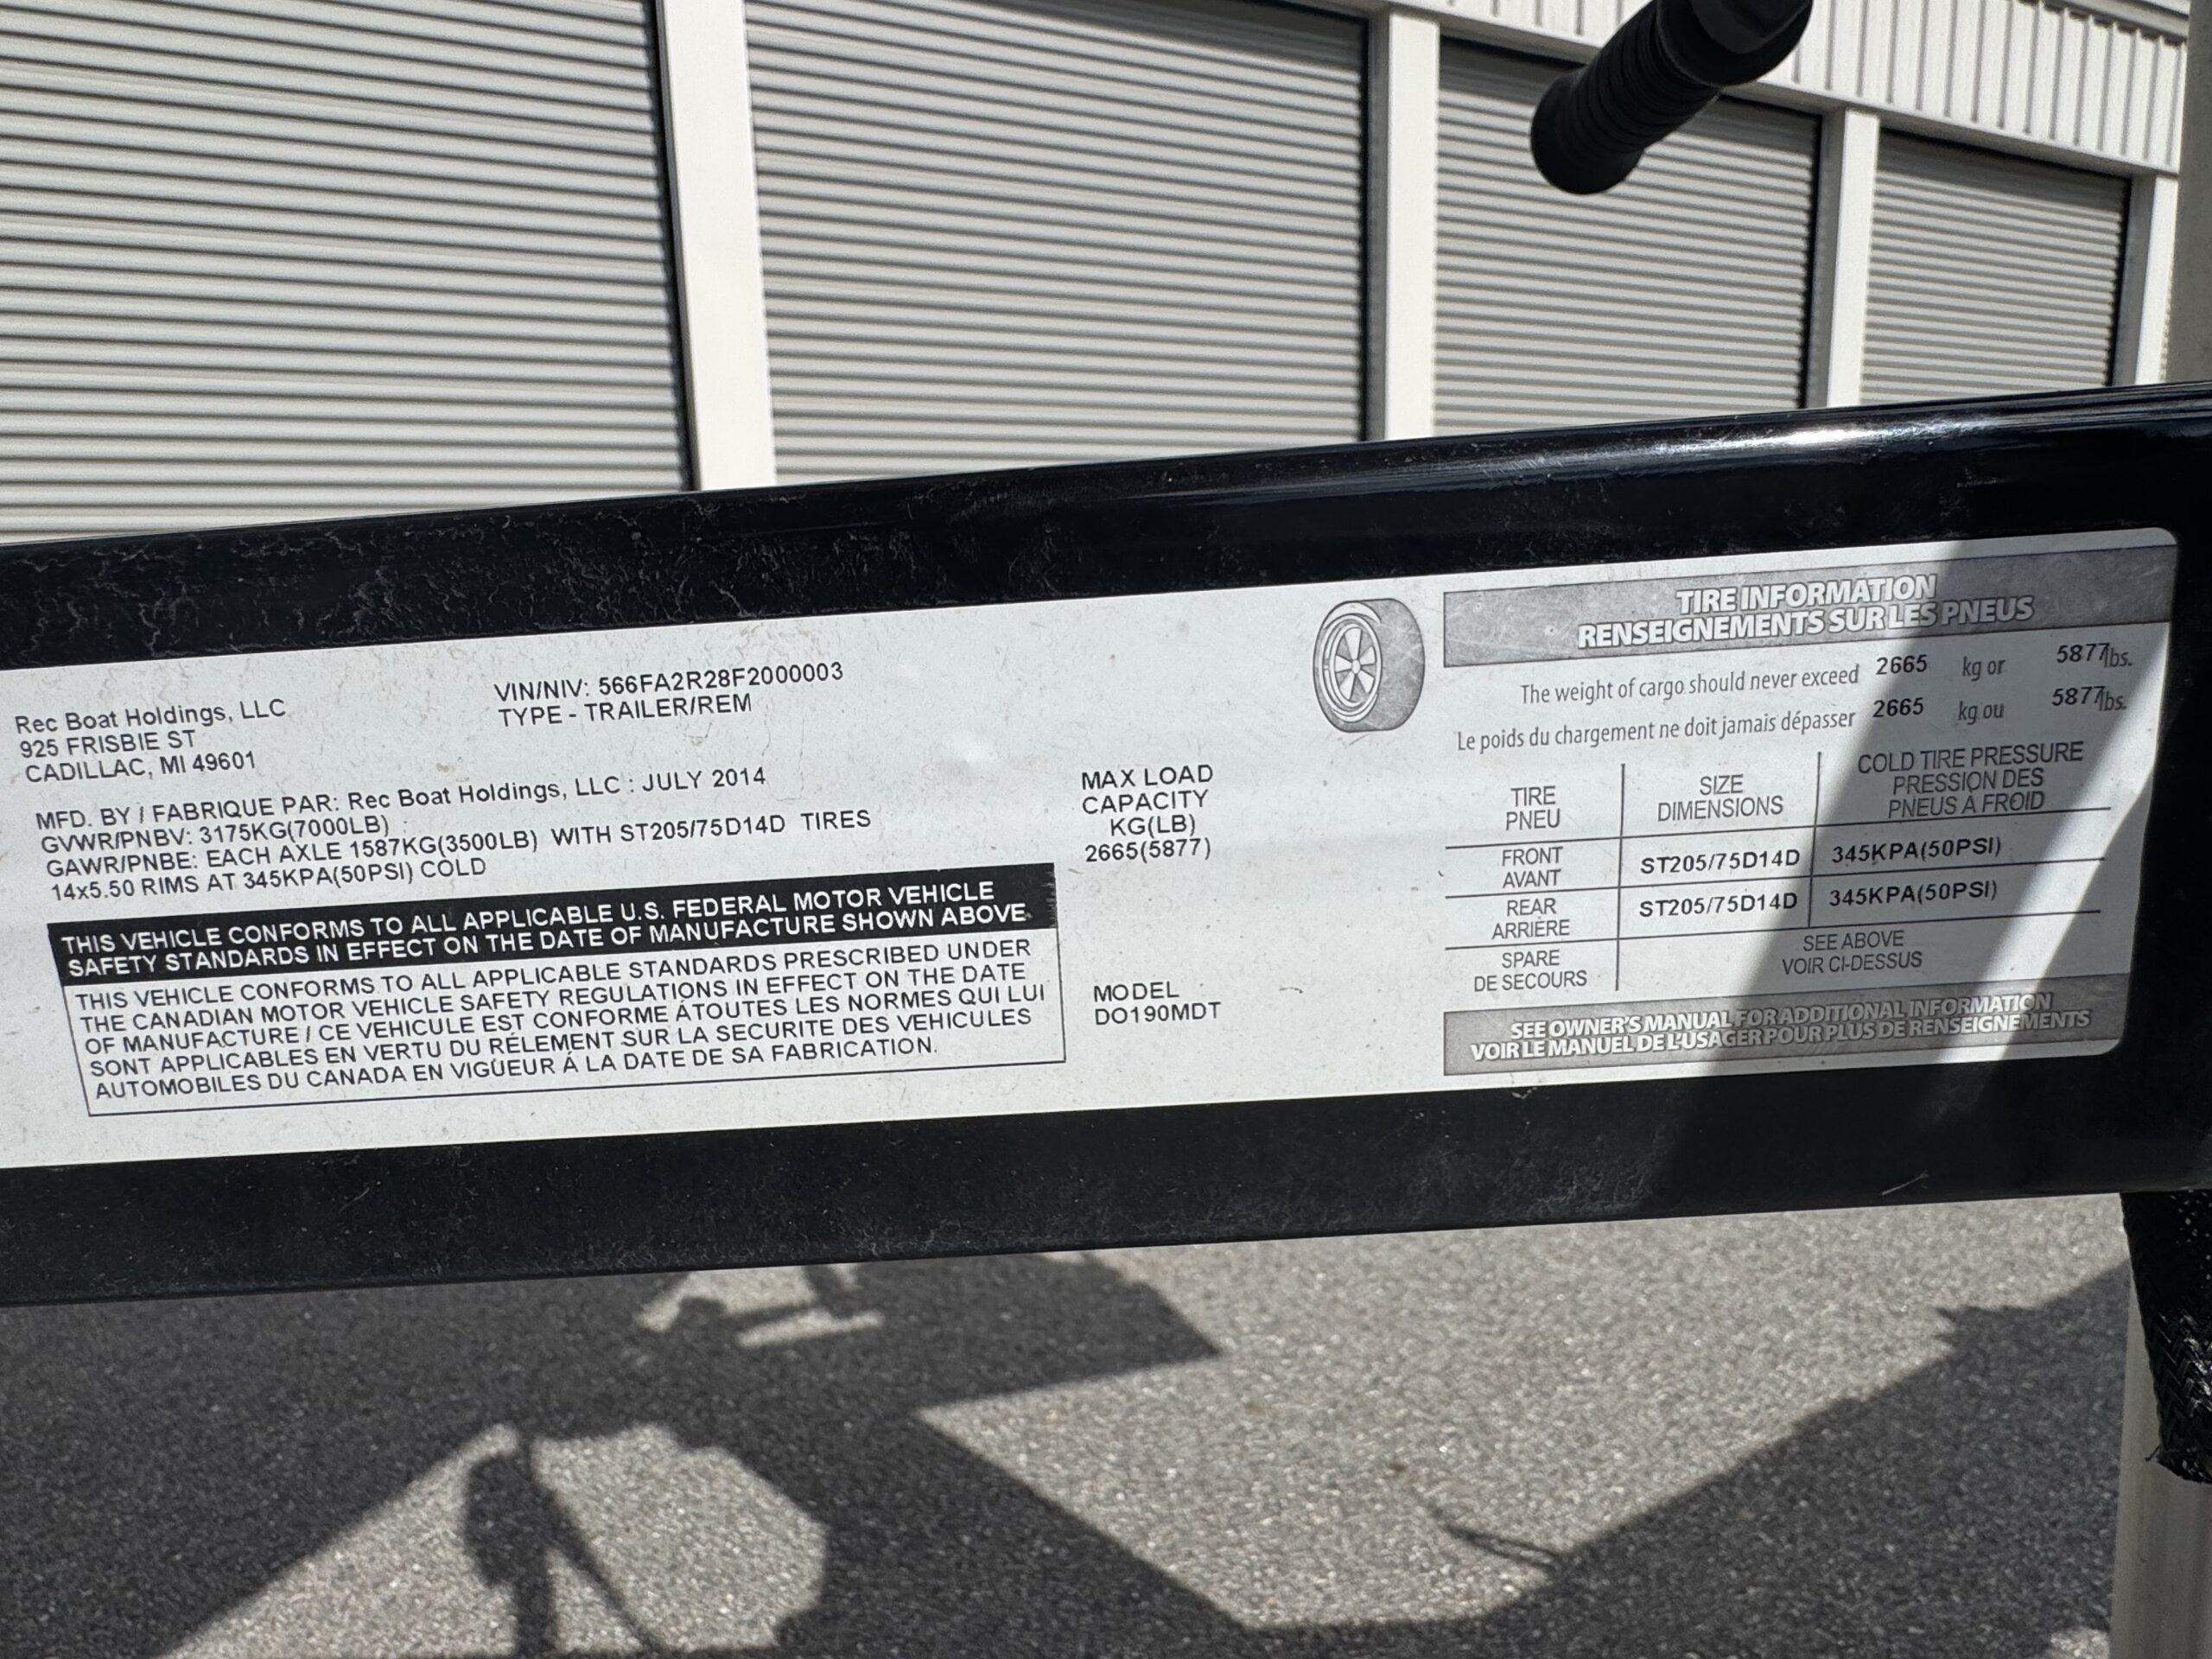 Rec Boat Holdings, LLC
925 FRISBIE ST
CADILLAC, MI 49601
VIN/NIV: 566FA2R28F2000003
TYPE - TRAILER/REM
MFD. BY / FABRIQUE PAR: Rec Boat Holdings, LLC : JULY 2014
GVWR/PNBV: 3175KG(7000LB)
GAWR/PNBE: EACH AXLE 1587KG(3500LB) WITH ST205/75D14D TIRES
14x5.50 RIMS AT 345KPA(50PSI) COLD
THIS VEHICLE CONFORMS TO ALL APPLICABLE U.S. FEDERAL MOTOR VEHICLE
SAFETY STANDARDS IN EFFECT ON THE DATE OF MANUFACTURE SHOWN ABOVE.
THIS VEHICLE CONFORMS TO ALL APPLICABLE STANDARDS PRESCRIBED UNDER
THE CANADIAN MOTOR VEHICLE SAFETY REGULATIONS IN EFFECT ON THE DATE
OF MANUFACTURE / CE VEHICULE EST CONFORME ÁTOUTES LES NORMES QUI LUI
SONT APPLICABLES EN VERTU DU RÉLEMENT SUR LA SECURITE DES VEHICULES
AUTOMOBILES DU CANADA EN VIGÜEUR Á LA DATE DE SA FABRICATION.
MAX LOAD
CAPACITY
KG(LB)
2665(5877)
MODEL
DO190MDT
TIRE INFORMATION
RENSEIGNEMENTS SUR LES PNEUS
The weight of cargo should never exceed 2665 kg or 5877lbs.
Le poids du chargement ne doit jamais dépasser 2665 kg ou 5877lbs.
TIRE
PNEU
SIZE
DIMENSIONS
COLD TIRE PRESSURE
PRESSION DES
PNEUS A FROID
FRONT
AVANT
ST205/75D14D
345KPA(50PSI)
REAR
ARRIÈRE
ST205/75D14D
345KPA(50PSI)
SPARE
DE SECOURS
SEE ABOVE
VOIR CI-DESSUS
SEE OWNER'S MANUAL FOR ADDITIONAL INFORMATION
VOIR LE MANUEL DE L'USAGER POUR PLUS DE RENSEIGNEMENTS